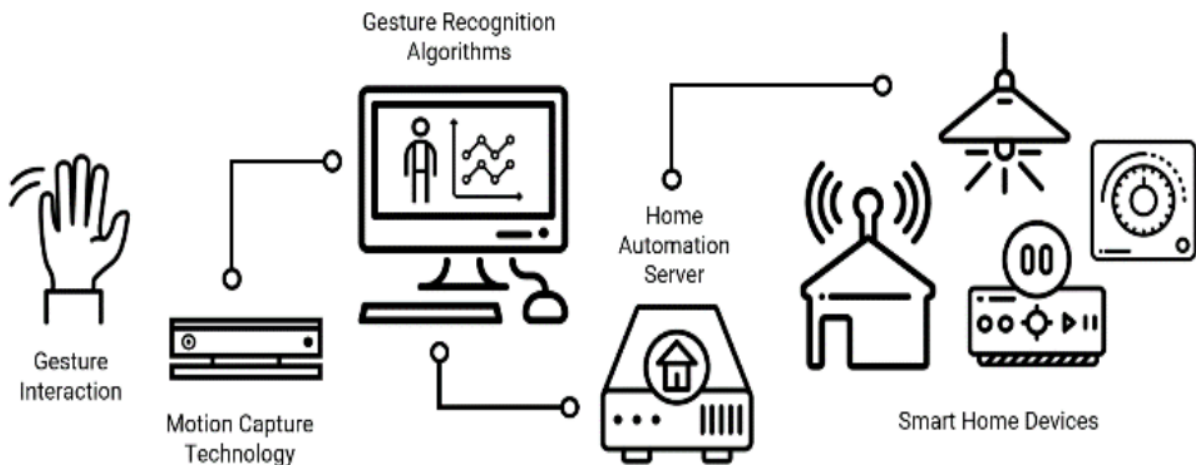 Gesture Recognition
Algorithms
Gesture
Interaction
Motion Capture
Technology
Home
Automation
Server
Smart Home Devices